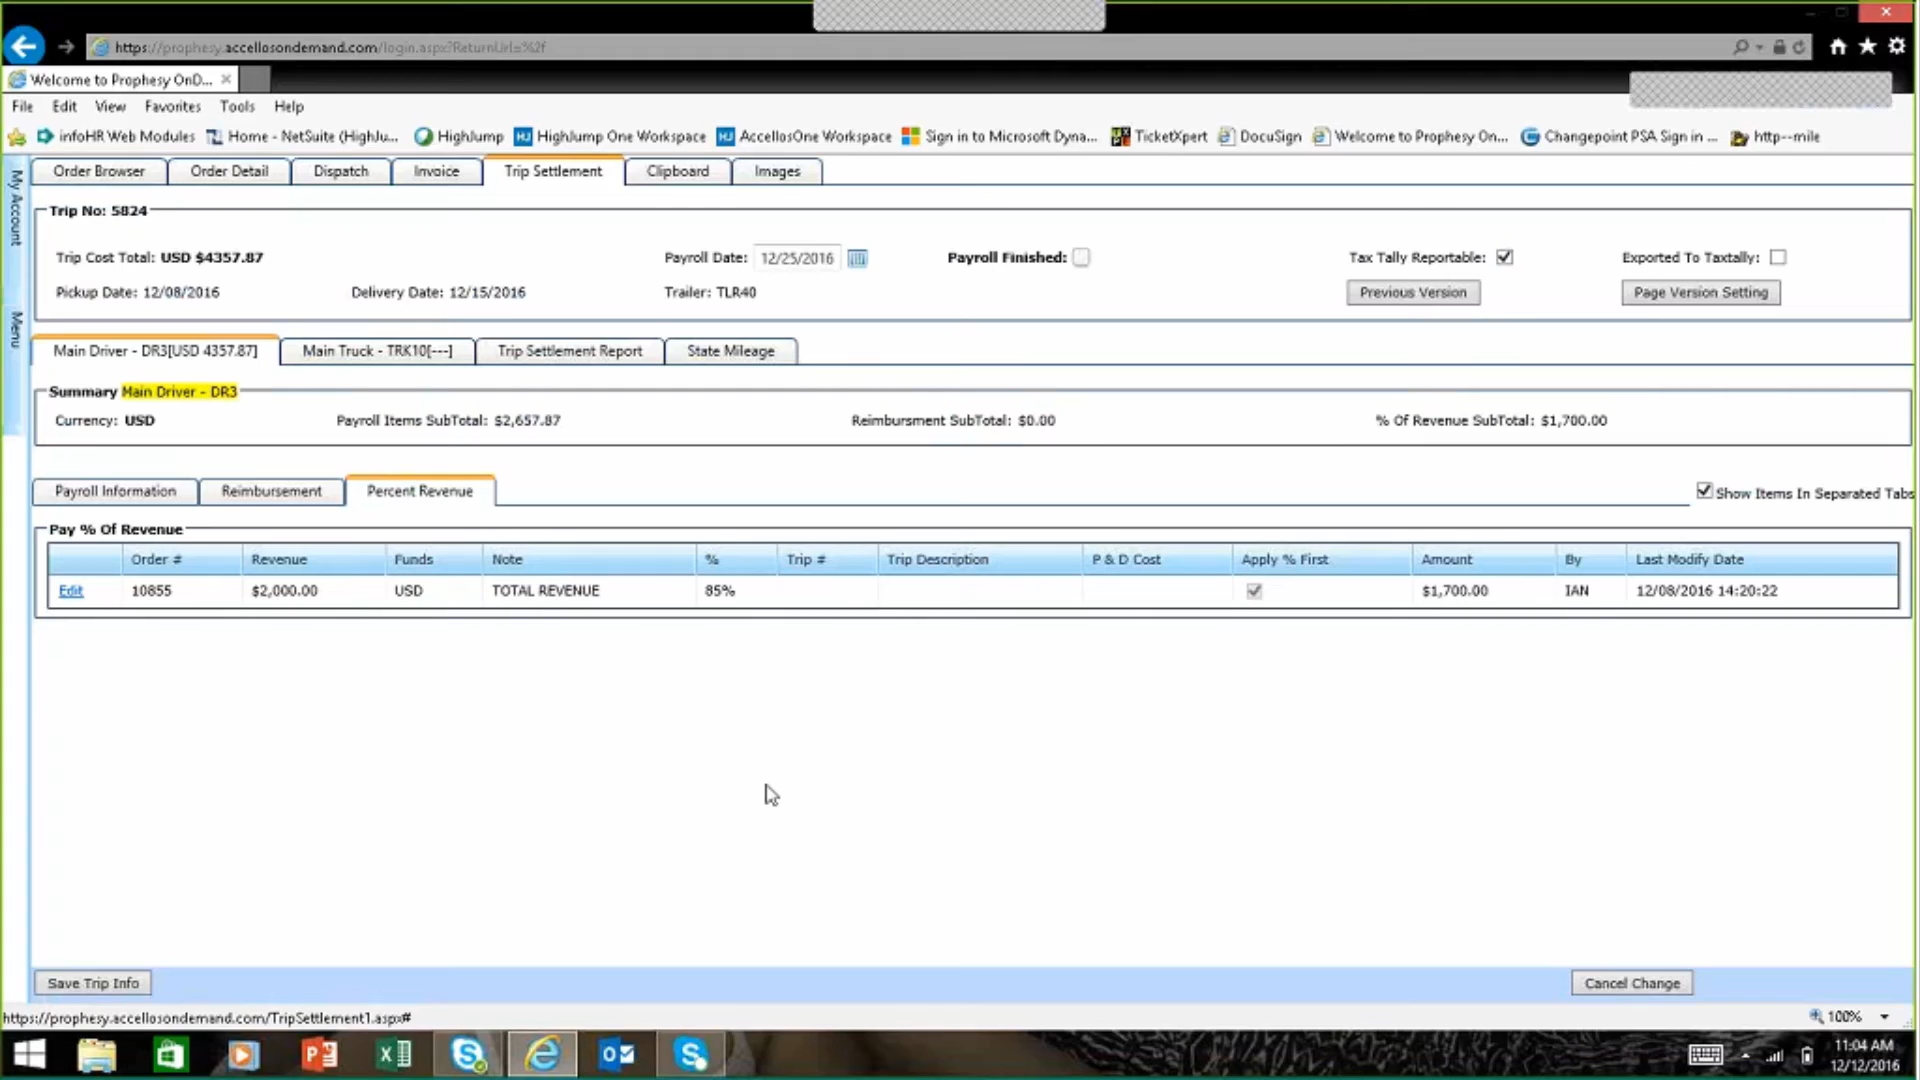 https://prophesy.accellosondemand.com/login.aspx?ReturnUrl=%2f
Welcome to Prophesy OnD...
File Edit View Favorites Tools Help
infoHR Web Modules Home - NetSuite (HighJu... HighJump HighJump One Workspace AccellosOne Workspace Sign in to Microsoft Dyna... TicketXpert DocuSign Welcome to Prophesy On... Changepoint PSA Sign in ... http--mile
My Account
Menu
Order Browser Order Detail Dispatch Invoice Trip Settlement Clipboard Images
Trip No: 5824
Trip Cost Total: USD $4357.87 Payroll Date: 12/25/2016 Payroll Finished: Tax Tally Reportable: Exported To Taxtally:
Pickup Date: 12/08/2016 Delivery Date: 12/15/2016 Trailer: TLR40 Previous Version Page Version Setting
Main Driver - DR3[USD 4357.87] Main Truck - TRK10[---] Trip Settlement Report State Mileage
Summary Main Driver - DR3
Currency: USD Payroll Items SubTotal: $2,657.87 Reimbursment SubTotal: $0.00 % Of Revenue SubTotal: $1,700.00
Payroll Information Reimbursement Percent Revenue Show Items In Separated Tabs
Pay % Of Revenue
Order # Revenue Funds Note % Trip # Trip Description P & D Cost Apply % First Amount By Last Modify Date
Edit 10855 $2,000.00 USD TOTAL REVENUE 85% $1,700.00 IAN 12/08/2016 14:20:22
Save Trip Info Cancel Change
https://prophesy.accellosondemand.com/TripSettlement1.aspx# 100%
11:04 AM
12/12/2016